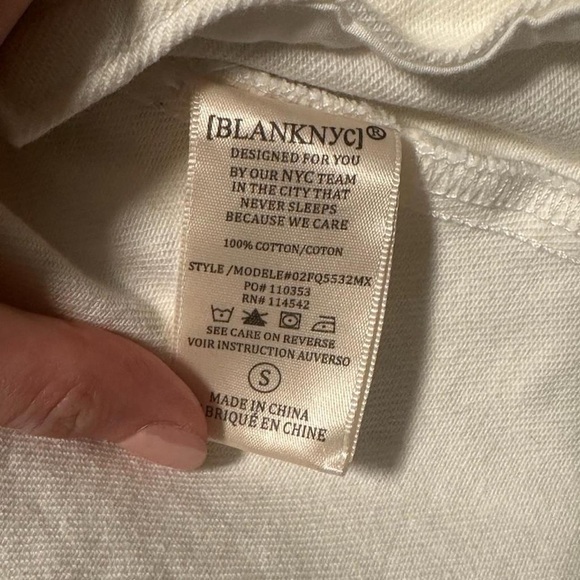 [BLANKNYC]®
DESIGNED FOR YOU
BY OUR NYC TEAM
IN THE CITY THAT
NEVER SLEEPS
BECAUSE WE CARE
100% COTTON/COTON
STYLE /MODELE#02FQ5532MX
PO# 110353
RN# 114542
SEE CARE ON REVERSE
VOIR INSTRUCTION AUVERSO
S
MADE IN CHINA
BRIQUÉ EN CHINE